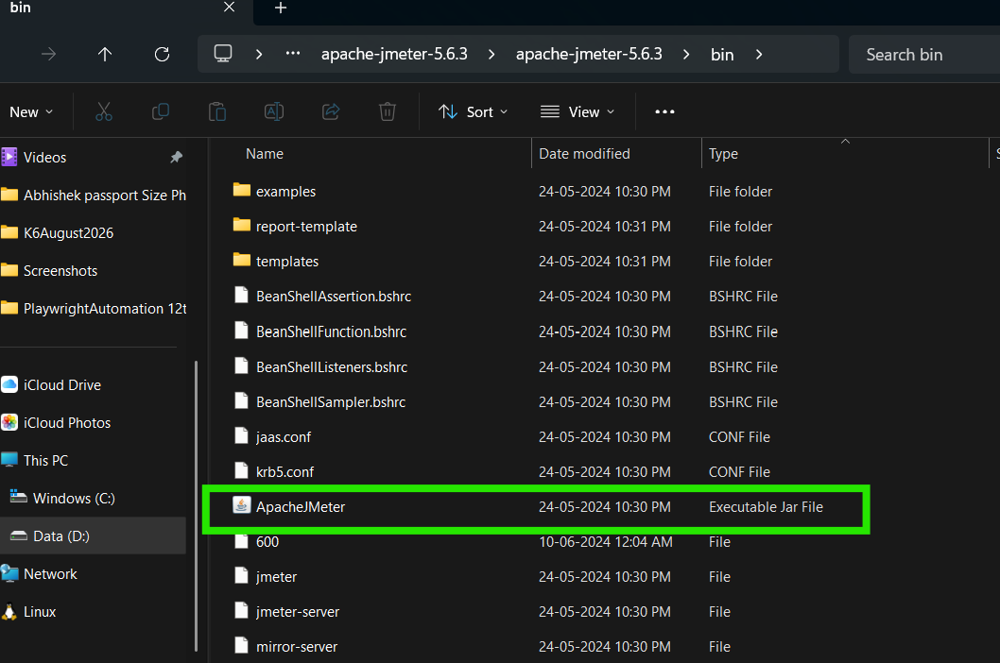 bin
apache-jmeter-5.6.3 apache-jmeter-5.6.3 bin Search bin
New Sort View
Name Date modified Type
Videos
Abhishek passport Size Ph
K6August2026
Screenshots
PlaywrightAutomation 12t
iCloud Drive
iCloud Photos
This PC
Windows (C:)
Data (D:)
Network
Linux
examples 24-05-2024 10:30 PM File folder
report-template 24-05-2024 10:31 PM File folder
templates 24-05-2024 10:31 PM File folder
BeanShellAssertion.bshrc 24-05-2024 10:30 PM BSHRC File
BeanShellFunction.bshrc 24-05-2024 10:30 PM BSHRC File
BeanShellListeners.bshrc 24-05-2024 10:30 PM BSHRC File
BeanShellSampler.bshrc 24-05-2024 10:30 PM BSHRC File
jaas.conf 24-05-2024 10:30 PM CONF File
krb5.conf 24-05-2024 10:30 PM CONF File
ApacheJMeter 24-05-2024 10:30 PM Executable Jar File
600 10-06-2024 12:04 AM File
jmeter 24-05-2024 10:30 PM File
jmeter-server 24-05-2024 10:30 PM File
mirror-server 24-05-2024 10:30 PM File